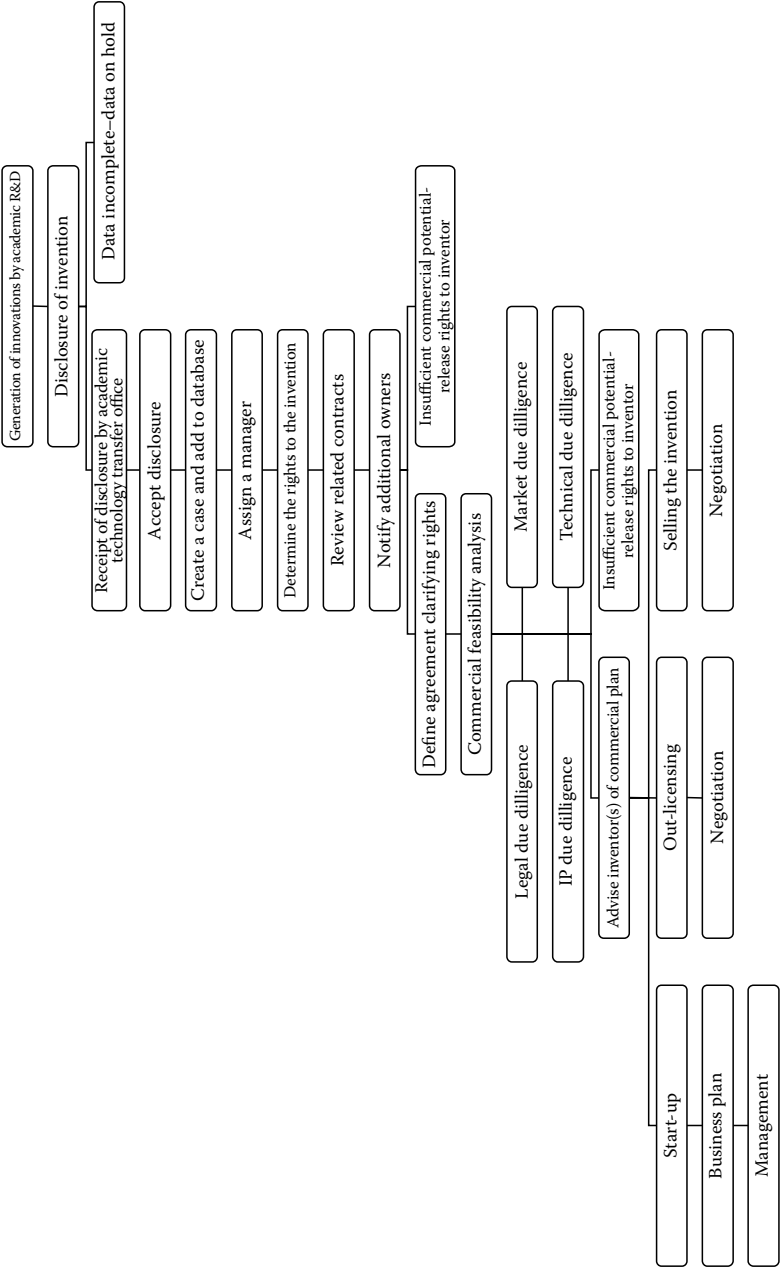 Generation of innovations by academic R&D
Disclosure of invention
Receipt of disclosure by academic
technology transfer office
Data incomplete–data on hold
Accept disclosure
Create a case and add to database
Assign a manager
Determine the rights to the invention
Review related contracts
Notify additional owners
Define agreement clarifying rights
Insufficient commercial potential-
release rights to inventor
Commercial feasibility analysis
Legal due dilligence
Market due dilligence
IP due dilligence
Technical due dilligence
Advise inventor(s) of commercial plan
Insufficient commercial potential-
release rights to inventor
Start-up
Out-licensing
Selling the invention
Business plan
Negotiation
Negotiation
Management